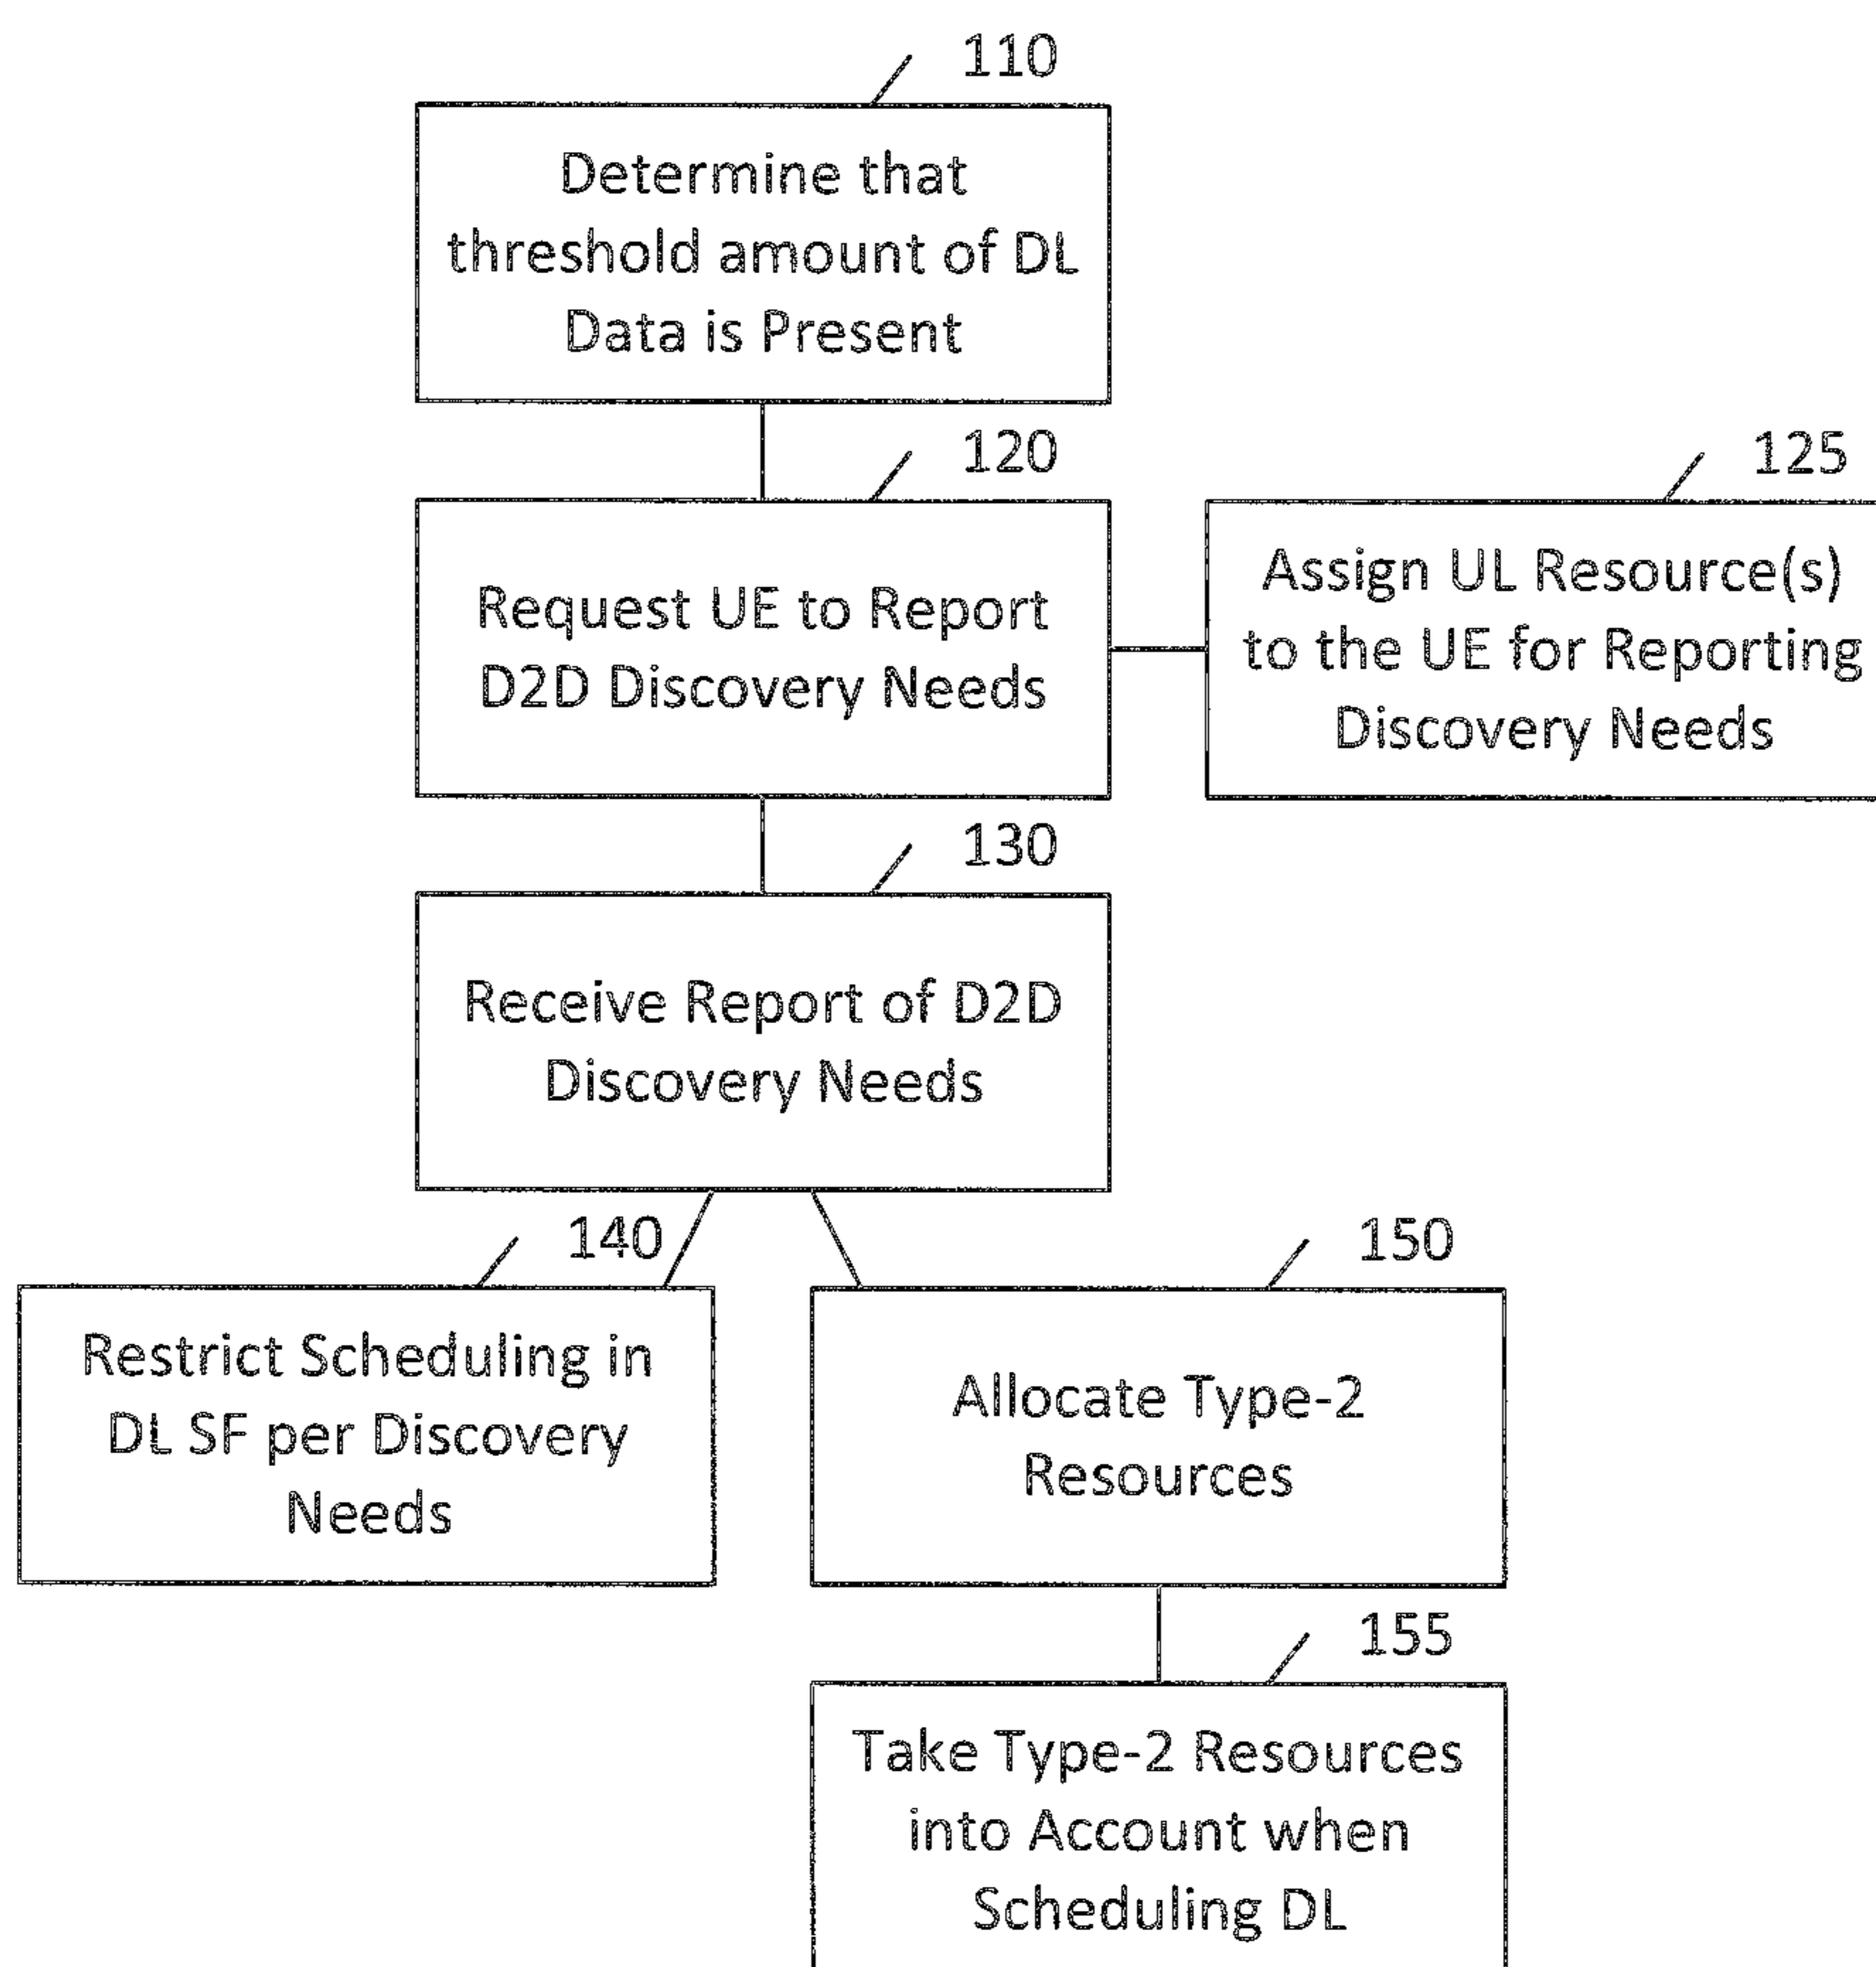 110
Determine that
threshold amount of DL
Data is Present
120
Request UE to Report
D2D Discovery Needs
125
Assign UL Resource(s)
to the UE for Reporting
Discovery Needs
130
Receive Report of D2D
Discovery Needs
140
Restrict Scheduling in
DL SF per Discovery
Needs
150
Allocate Type-2
Resources
155
Take Type-2 Resources
into Account when
Scheduling DL